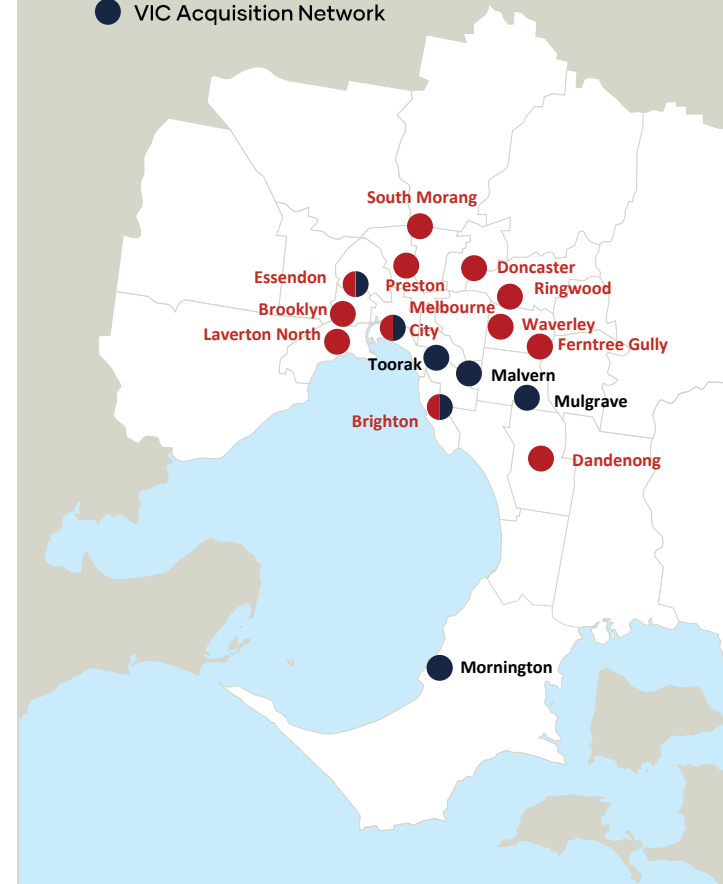 VIC Acquisition Network
South Morang
Essendon
Preston
Doncaster
Ringwood
Brooklyn
Melbourne
City
Laverton North
Waverley
Ferntree Gully
Toorak
Malvern
Mulgrave
Brighton
Dandenong
Mornington